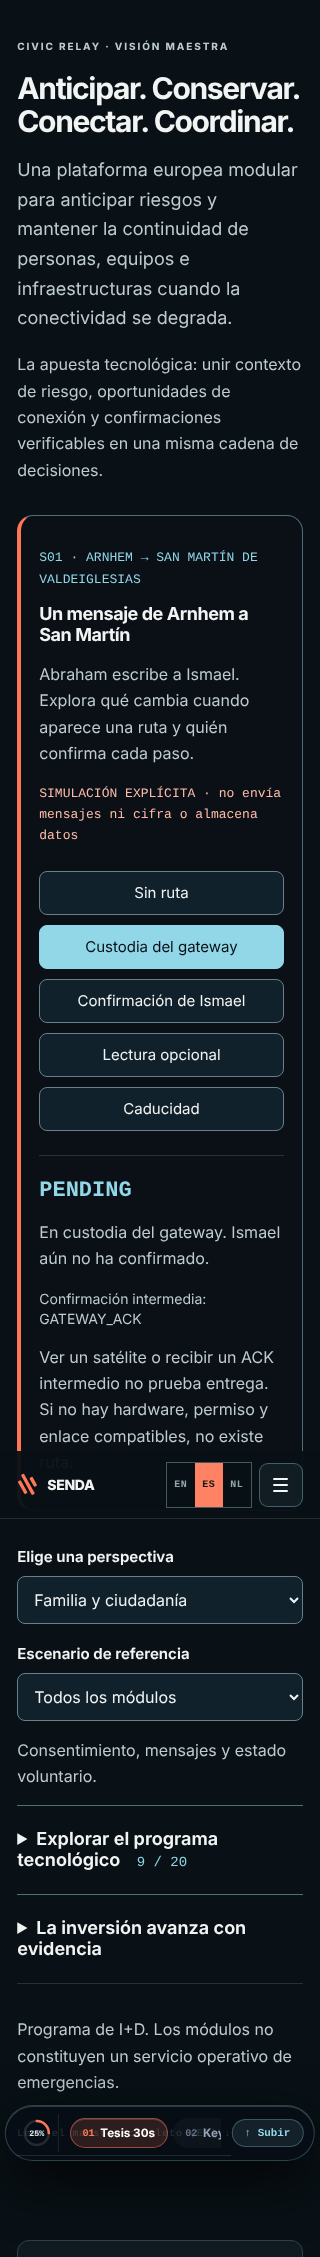 CIVIC RELAY · VISIÓN MAESTRA
Anticipar. Conservar.
Conectar. Coordinar.
Una plataforma europea modular
para anticipar riesgos y
mantener la continuidad de
personas, equipos e
infraestructuras cuando la
conectividad se degrada.
La apuesta tecnológica: unir contexto
de riesgo, oportunidades de
conexión y confirmaciones
verificables en una misma cadena de
decisiones.
S01 · ARNHEM → SAN MARTÍN DE
VALDEIGLESIAS
Un mensaje de Arnhem a
San Martín
Abraham escribe a Ismael.
Explora qué cambia cuando
aparece una ruta y quién
confirma cada paso.
SIMULACIÓN EXPLÍCITA · no envía
mensajes ni cifra o almacena
datos
Sin ruta
Custodia del gateway
Confirmación de Ismael
Lectura opcional
Caducidad
PENDING
En custodia del gateway. Ismael
aún no ha confirmado.
Confirmación intermedia:
GATEWAY_ACK
Ver un satélite o recibir un ACK
intermedio no prueba entrega.
Si no hay hardware, permiso y
enlace compatibles, no existe
ruta.
SENDA
EN ES NL
Elige una perspectiva
Familia y ciudadanía
Escenario de referencia
Todos los módulos
Consentimiento, mensajes y estado
voluntario.
▶ Explorar el programa
tecnológico 9 / 20
▶ La inversión avanza con
evidencia
Programa de I+D. Los módulos no
constituyen un servicio operativo de
emergencias.
25% 01 Tesis 30s 02 Key ↑ Subir